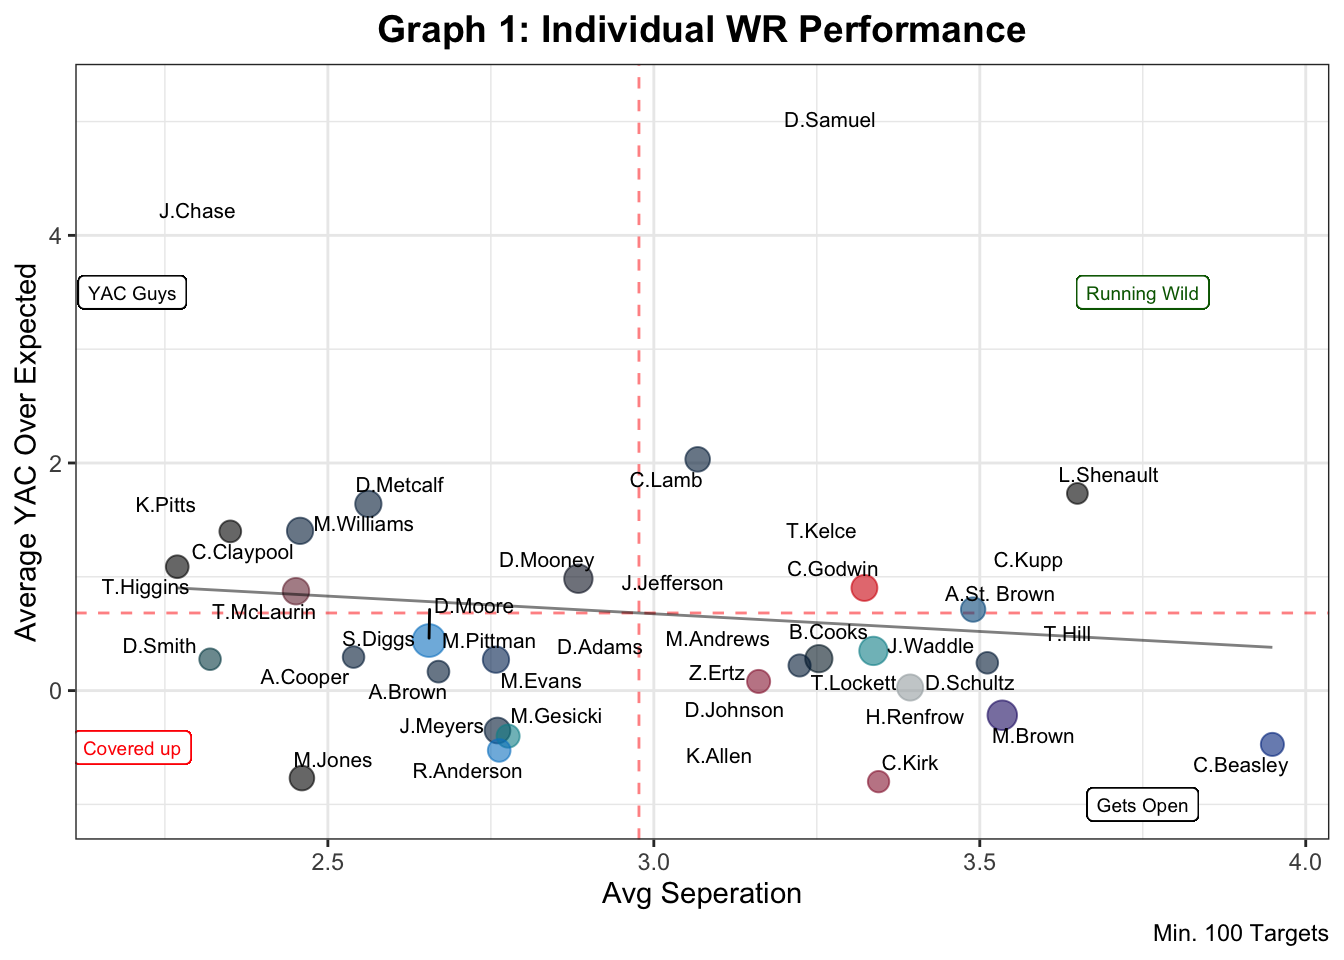 Graph 1: Individual WR Performance
D.Samuel
J.Chase
4
YAC Guys
Running Wild
Average YAC Over Expected
2
D.Metcalf
C.Lamb
L.Shenault
K.Pitts
M.Williams
T.Kelce
C.Claypool
D.Mooney
C.Godwin
C.Kupp
T.Higgins
J.Jefferson
A.St. Brown
T.McLaurin
D.Moore
D.Smith
S.Diggs
M.Pittman
D.Adams
M.Andrews
B.Cooks
J.Waddle
T.Hill
A.Cooper
A.Brown
M.Evans
Z.Ertz
T.Lockett
D.Schultz
0
J.Meyers
M.Gesicki
D.Johnson
H.Renfrow
M.Brown
Covered up
M.Jones
R.Anderson
K.Allen
C.Kirk
C.Beasley
Gets Open
2.5
3.0
3.5
4.0
Avg Seperation
Min. 100 Targets